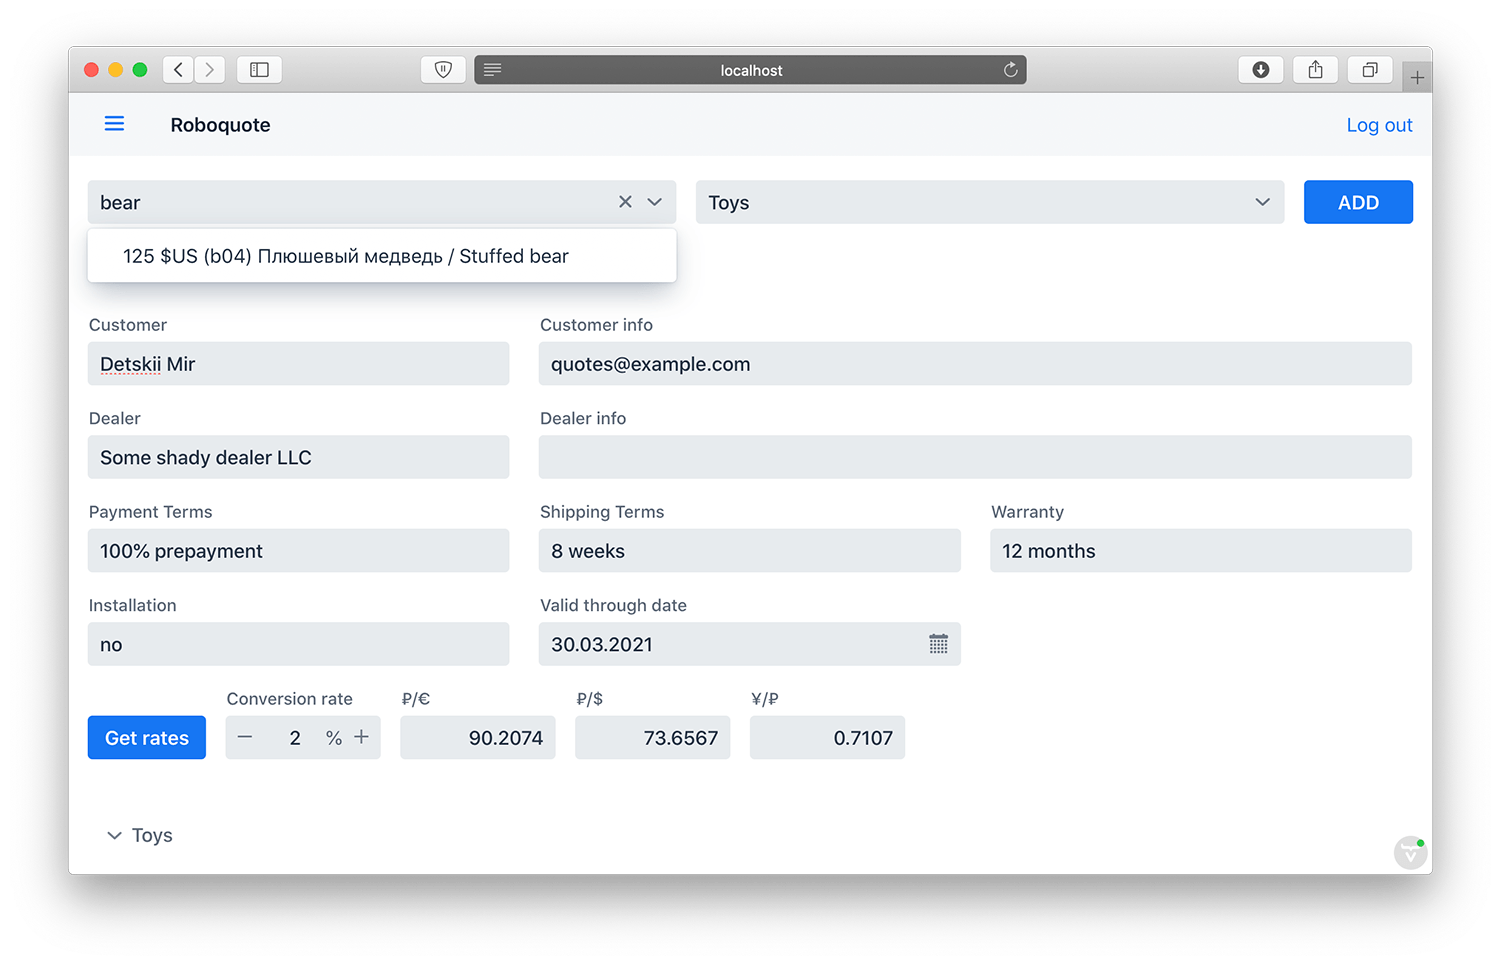 localhost
Roboquote
Log out
bear
Toys
ADD
125 $US (b04) Плюшевый медведь / Stuffed bear
Customer
Customer info
Detskii Mir
quotes@example.com
Dealer
Dealer info
Some shady dealer LLC
Payment Terms
Shipping Terms
Warranty
100% prepayment
8 weeks
12 months
Installation
Valid through date
no
30.03.2021
Conversion rate
₽/€
₽/$
¥/₽
Get rates
2 %
90.2074
73.6567
0.7107
Toys